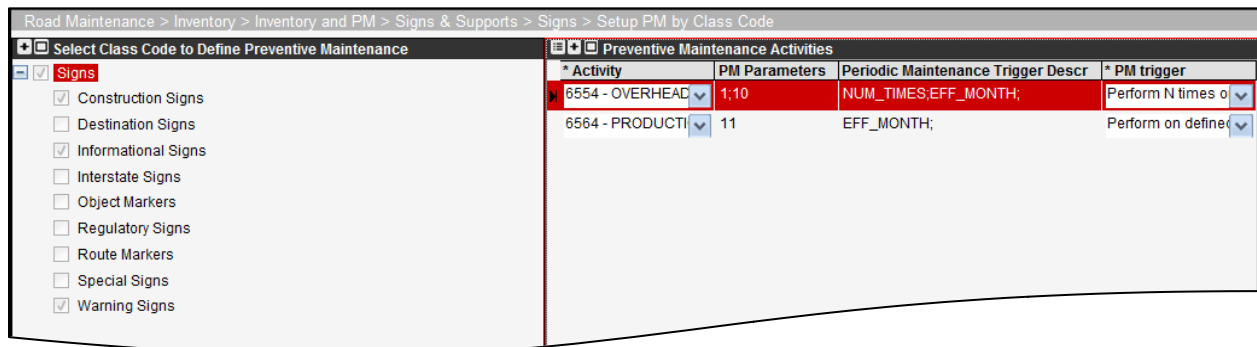 Road Maintenance > Inventory > Inventory and PM > Signs & Supports > Signs > Setup PM by Class Code
Select Class Code to Define Preventive Maintenance
Signs
Construction Signs
Destination Signs
Informational Signs
Interstate Signs
Object Markers
Regulatory Signs
Route Markers
Special Signs
Warning Signs
Preventive Maintenance Activities
* Activity PM Parameters Periodic Maintenance Trigger Descr * PM trigger
6554 - OVERHEAD 1;10 NUM_TIMES;EFF_MONTH; Perform N times o
6564 - PRODUCTI 11 EFF_MONTH; Perform on defined